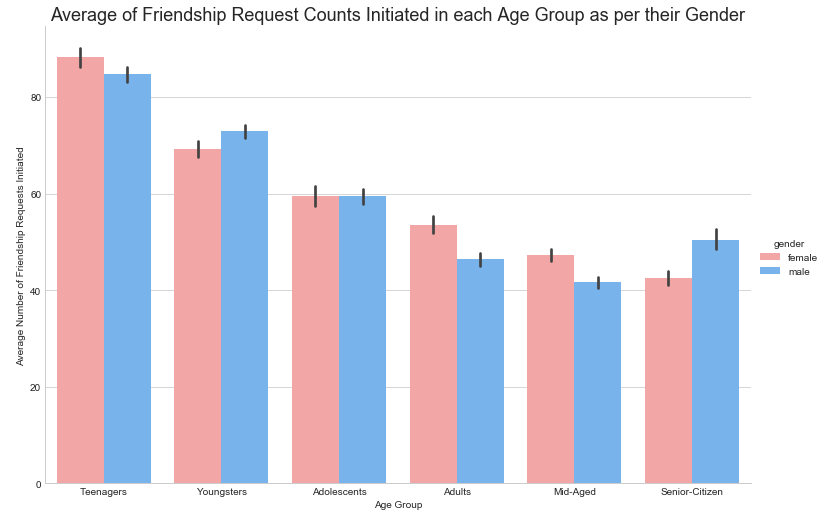 Average of Friendship Request Counts Initiated in each Age Group as per their Gender
Average Number of Friendship Requests Initiated
80
60
40
20
0
Teenagers Youngsters Adolescents Adults Mid-Aged Senior-Citizen
Age Group
gender
female
male